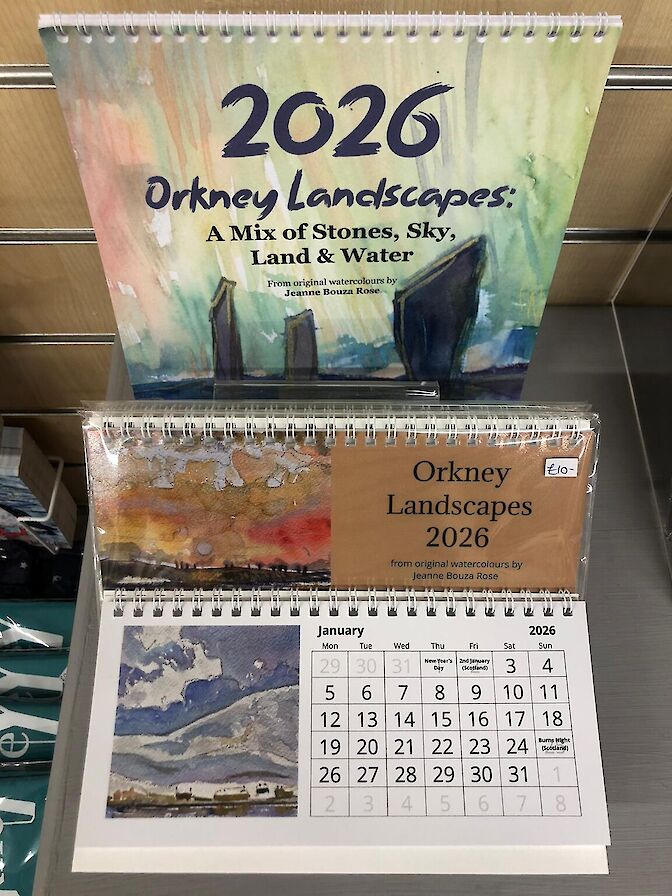 2026
Orkney Landscapes:
A Mix of Stones, Sky,
Land & Water
From original watercolours by
Jeanne Bouza Rose
Orkney
Landscapes
2026
£10-
from original watercolours by
Jeanne Bouza Rose
January 2026
Mon Tue Wed Thu Fri Sat Sun
29 30 31 New Year's Day 2nd January (Scotland) 3 4
5 6 7 8 9 10 11
12 13 14 15 16 17 18
19 20 21 22 23 24 Burns Night (Scotland)
26 27 28 29 30 31 1
2 3 4 5 6 7 8